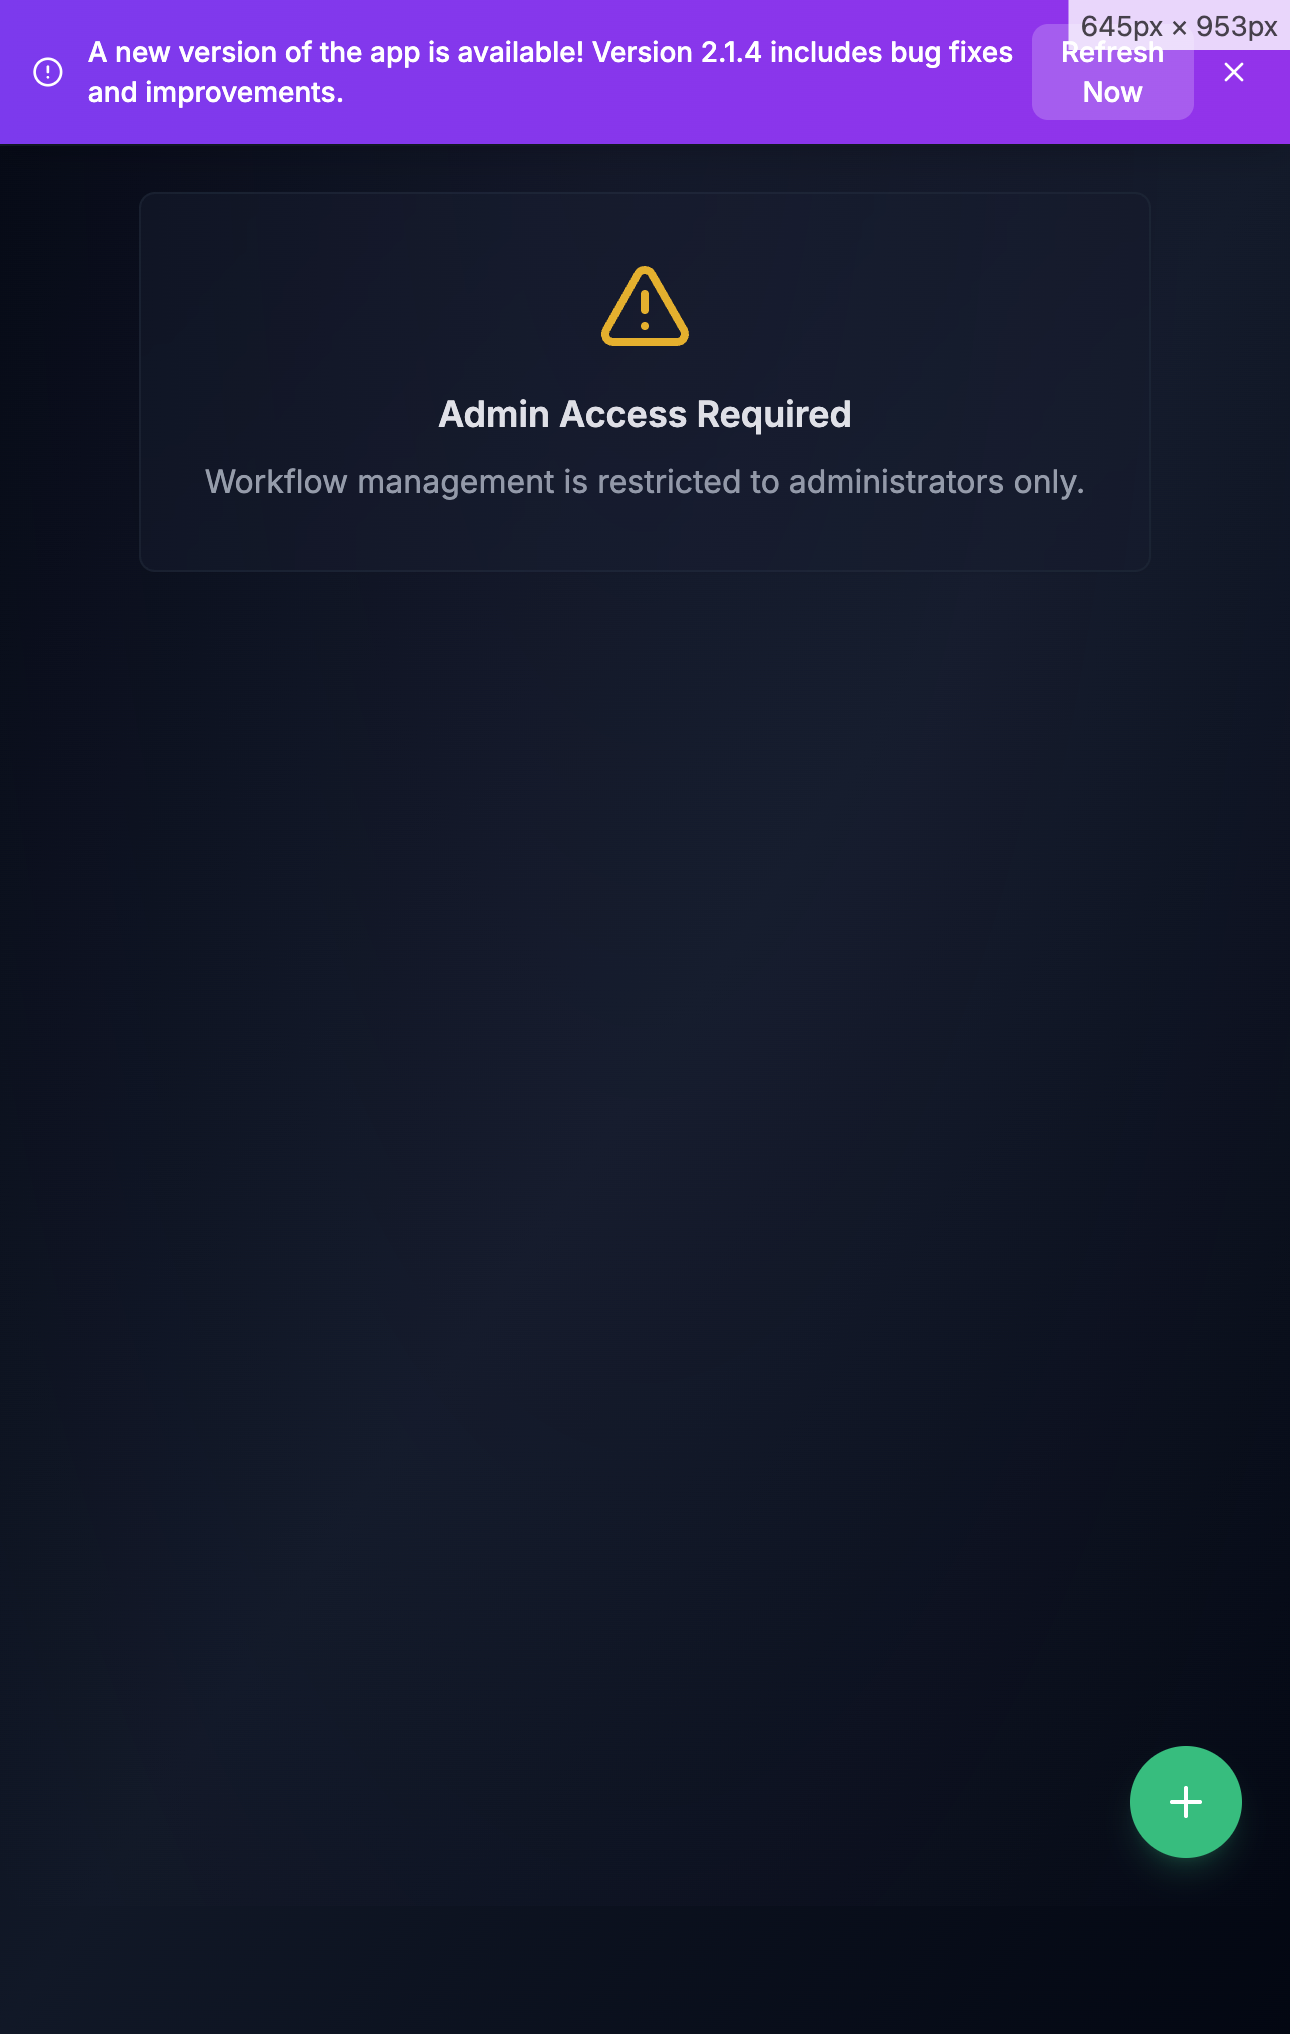 645px × 953px
A new version of the app is available! Version 2.1.4 includes bug fixes
and improvements.
Refresh
Now
Admin Access Required
Workflow management is restricted to administrators only.